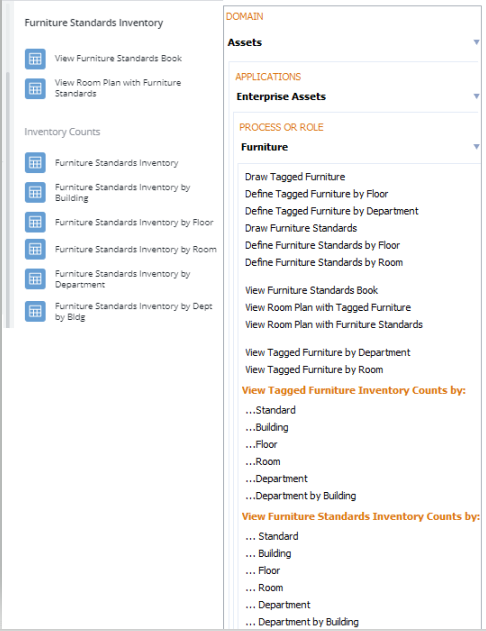 Furniture Standards Inventory
View Furniture Standards Book
View Room Plan with Furniture
Standards
Inventory Counts
Furniture Standards Inventory
Furniture Standards Inventory by
Building
Furniture Standards Inventory by Floor
Furniture Standards Inventory by Room
Furniture Standards Inventory by
Department
Furniture Standards Inventory by Dept
by Bldg
DOMAIN
Assets
APPLICATIONS
Enterprise Assets
PROCESS OR ROLE
Furniture
Draw Tagged Furniture
Define Tagged Furniture by Floor
Define Tagged Furniture by Department
Draw Furniture Standards
Define Furniture Standards by Floor
Define Furniture Standards by Room
View Furniture Standards Book
View Room Plan with Tagged Furniture
View Room Plan with Furniture Standards
View Tagged Furniture by Department
View Tagged Furniture by Room
View Tagged Furniture Inventory Counts by:
...Standard
...Building
...Floor
...Room
...Department
...Department by Building
View Furniture Standards Inventory Counts by:
... Standard
... Building
... Floor
... Room
... Department
... Department by Building